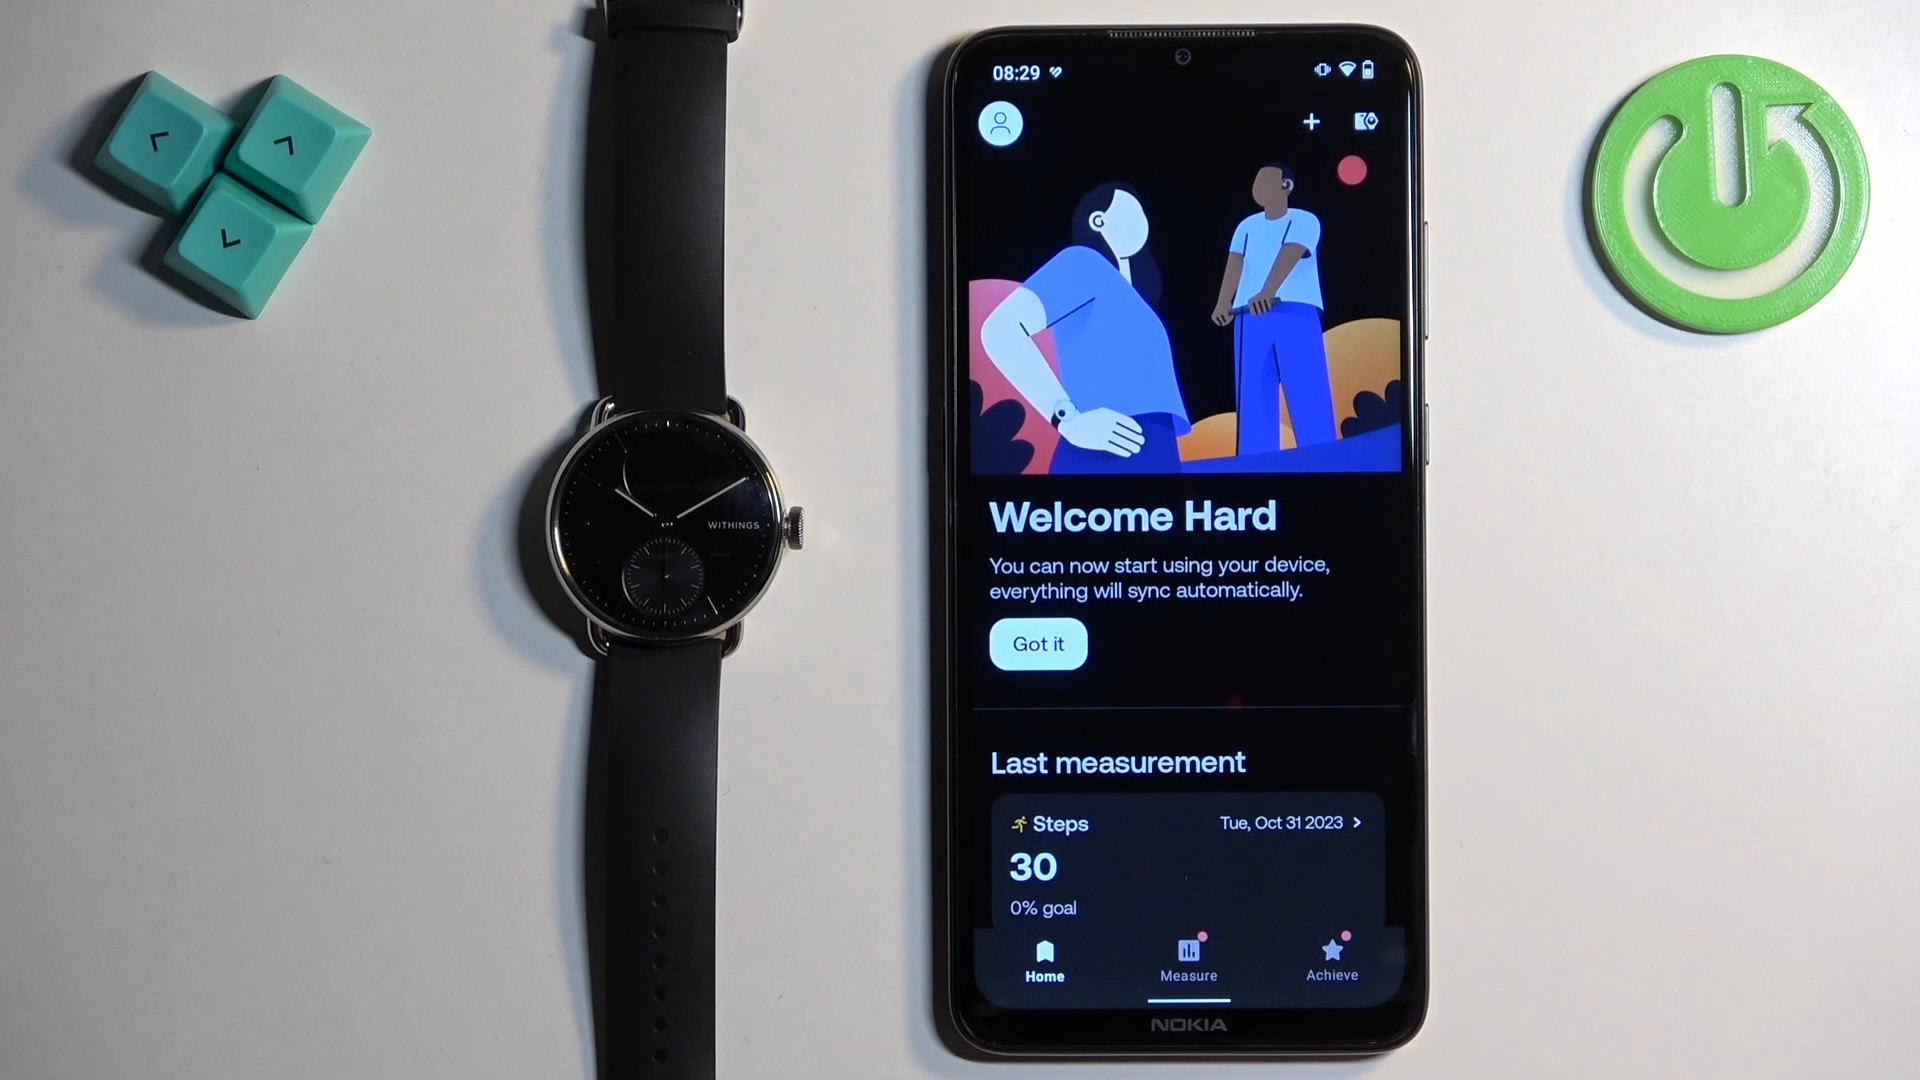 08:29
WITHINGS
Welcome Hard
You can now start using your device,
everything will sync automatically.
Got it
Last measurement
Steps
Tue, Oct 31 2023
30
0% goal
Home
Measure
Achieve
NOKIA